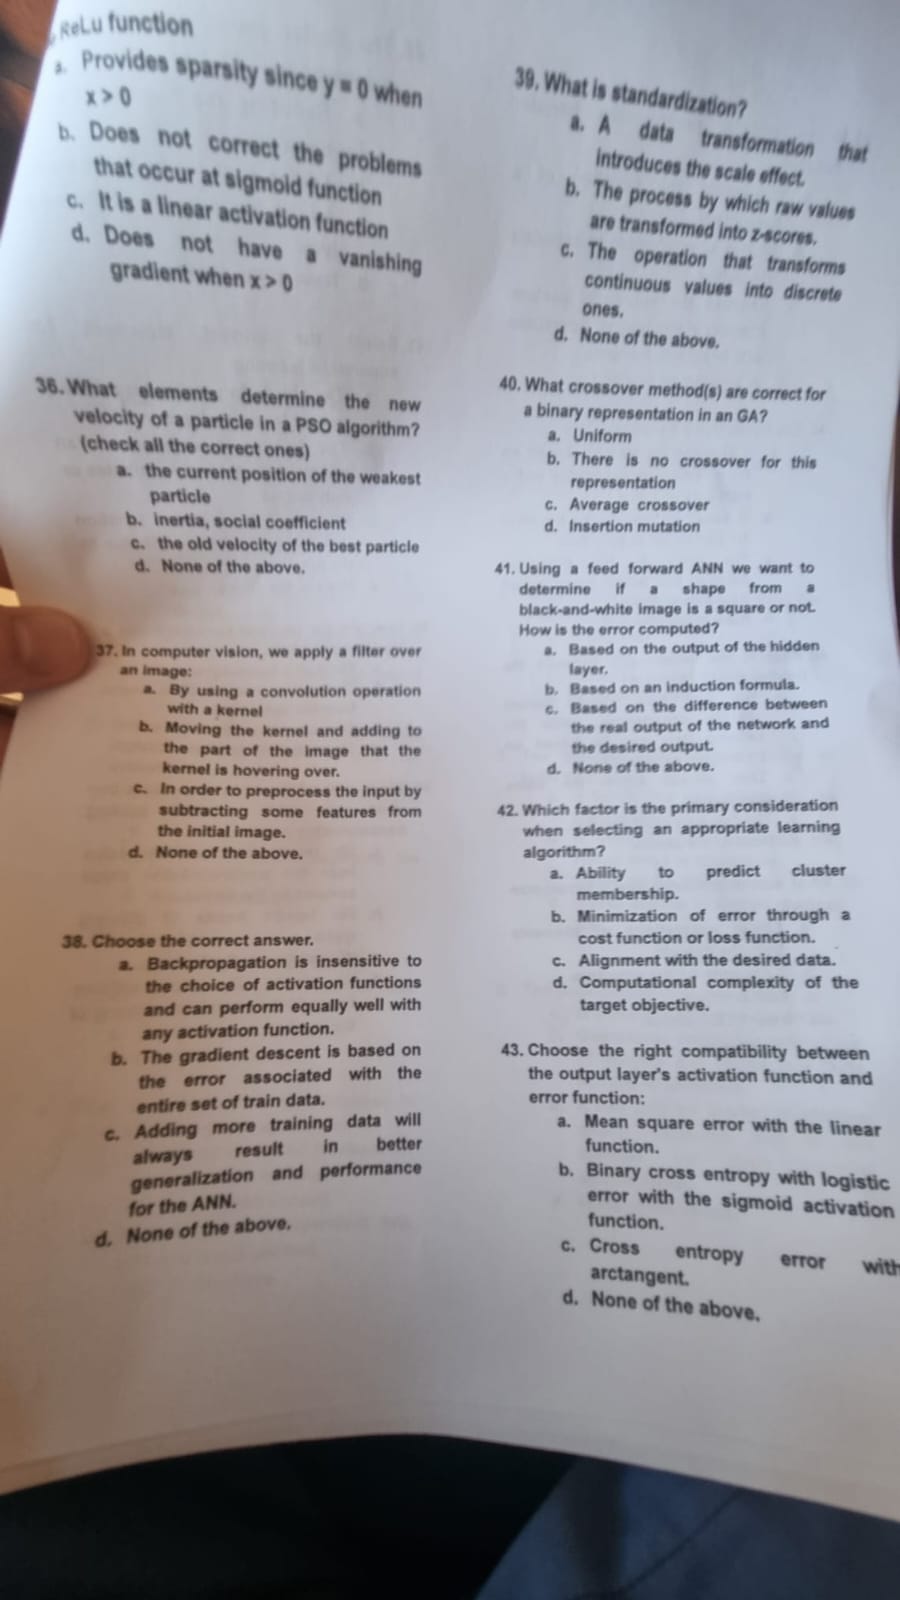 ReLu function
a. Provides sparsity since y = 0 when
x > 0
b. Does not correct the problems
that occur at sigmoid function
c. It is a linear activation function
d. Does not have a vanishing
gradient when x > 0
36. What elements determine the new
velocity of a particle in a PSO algorithm?
(check all the correct ones)
a. the current position of the weakest
particle
b. inertia, social coefficient
c. the old velocity of the best particle
d. None of the above.
37. In computer vision, we apply a filter over
an image:
a. By using a convolution operation
with a kernel
b. Moving the kernel and adding to
the part of the image that the
kernel is hovering over.
c. In order to preprocess the input by
subtracting some features from
the initial image.
d. None of the above.
38. Choose the correct answer.
a. Backpropagation is insensitive to
the choice of activation functions
and can perform equally well with
any activation function.
b. The gradient descent is based on
the error associated with the
entire set of train data.
c. Adding more training data will
always result in better
generalization and performance
for the ANN.
d. None of the above.
39. What is standardization?
a. A data transformation that
introduces the scale effect.
b. The process by which raw values
are transformed into z-scores.
c. The operation that transforms
continuous values into discrete
ones.
d. None of the above.
40. What crossover method(s) are correct for
a binary representation in an GA?
a. Uniform
b. There is no crossover for this
representation
c. Average crossover
d. Insertion mutation
41. Using a feed forward ANN we want to
determine if a shape from a
black-and-white image is a square or not.
How is the error computed?
a. Based on the output of the hidden
layer.
b. Based on an induction formula.
c. Based on the difference between
the real output of the network and
the desired output.
d. None of the above.
42. Which factor is the primary consideration
when selecting an appropriate learning
algorithm?
a. Ability to predict cluster
membership.
b. Minimization of error through a
cost function or loss function.
c. Alignment with the desired data.
d. Computational complexity of the
target objective.
43. Choose the right compatibility between
the output layer's activation function and
error function:
a. Mean square error with the linear
function.
b. Binary cross entropy with logistic
error with the sigmoid activation
function.
c. Cross entropy error with
arctangent.
d. None of the above.